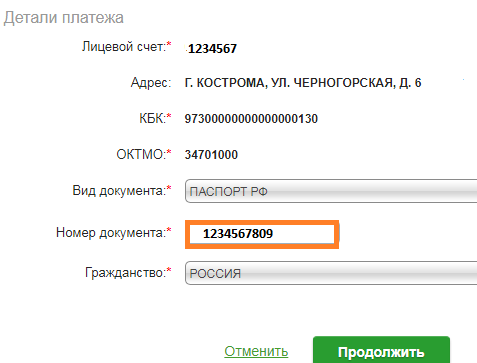 Детали платежа
Лицевой счет:* 1234567
Адрес: Г. КОСТРОМА, УЛ. ЧЕРНОГОРСКАЯ, Д. 6
КБК:* 97300000000000000130
ОКТМО:* 34701000
Вид документа:* ПАСПОРТ РФ
Номер документа:* 1234567809
Гражданство:* РОССИЯ
Отменить Продолжить